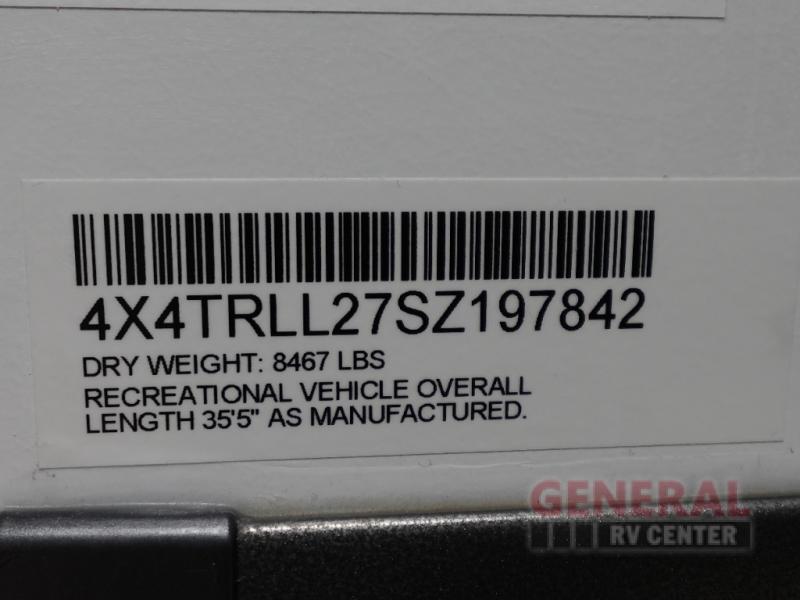 4X4TRLL27SZ197842
DRY WEIGHT: 8467 LBS
RECREATIONAL VEHICLE OVERALL
LENGTH 35'5" AS MANUFACTURED.
GENERAL
RV CENTER